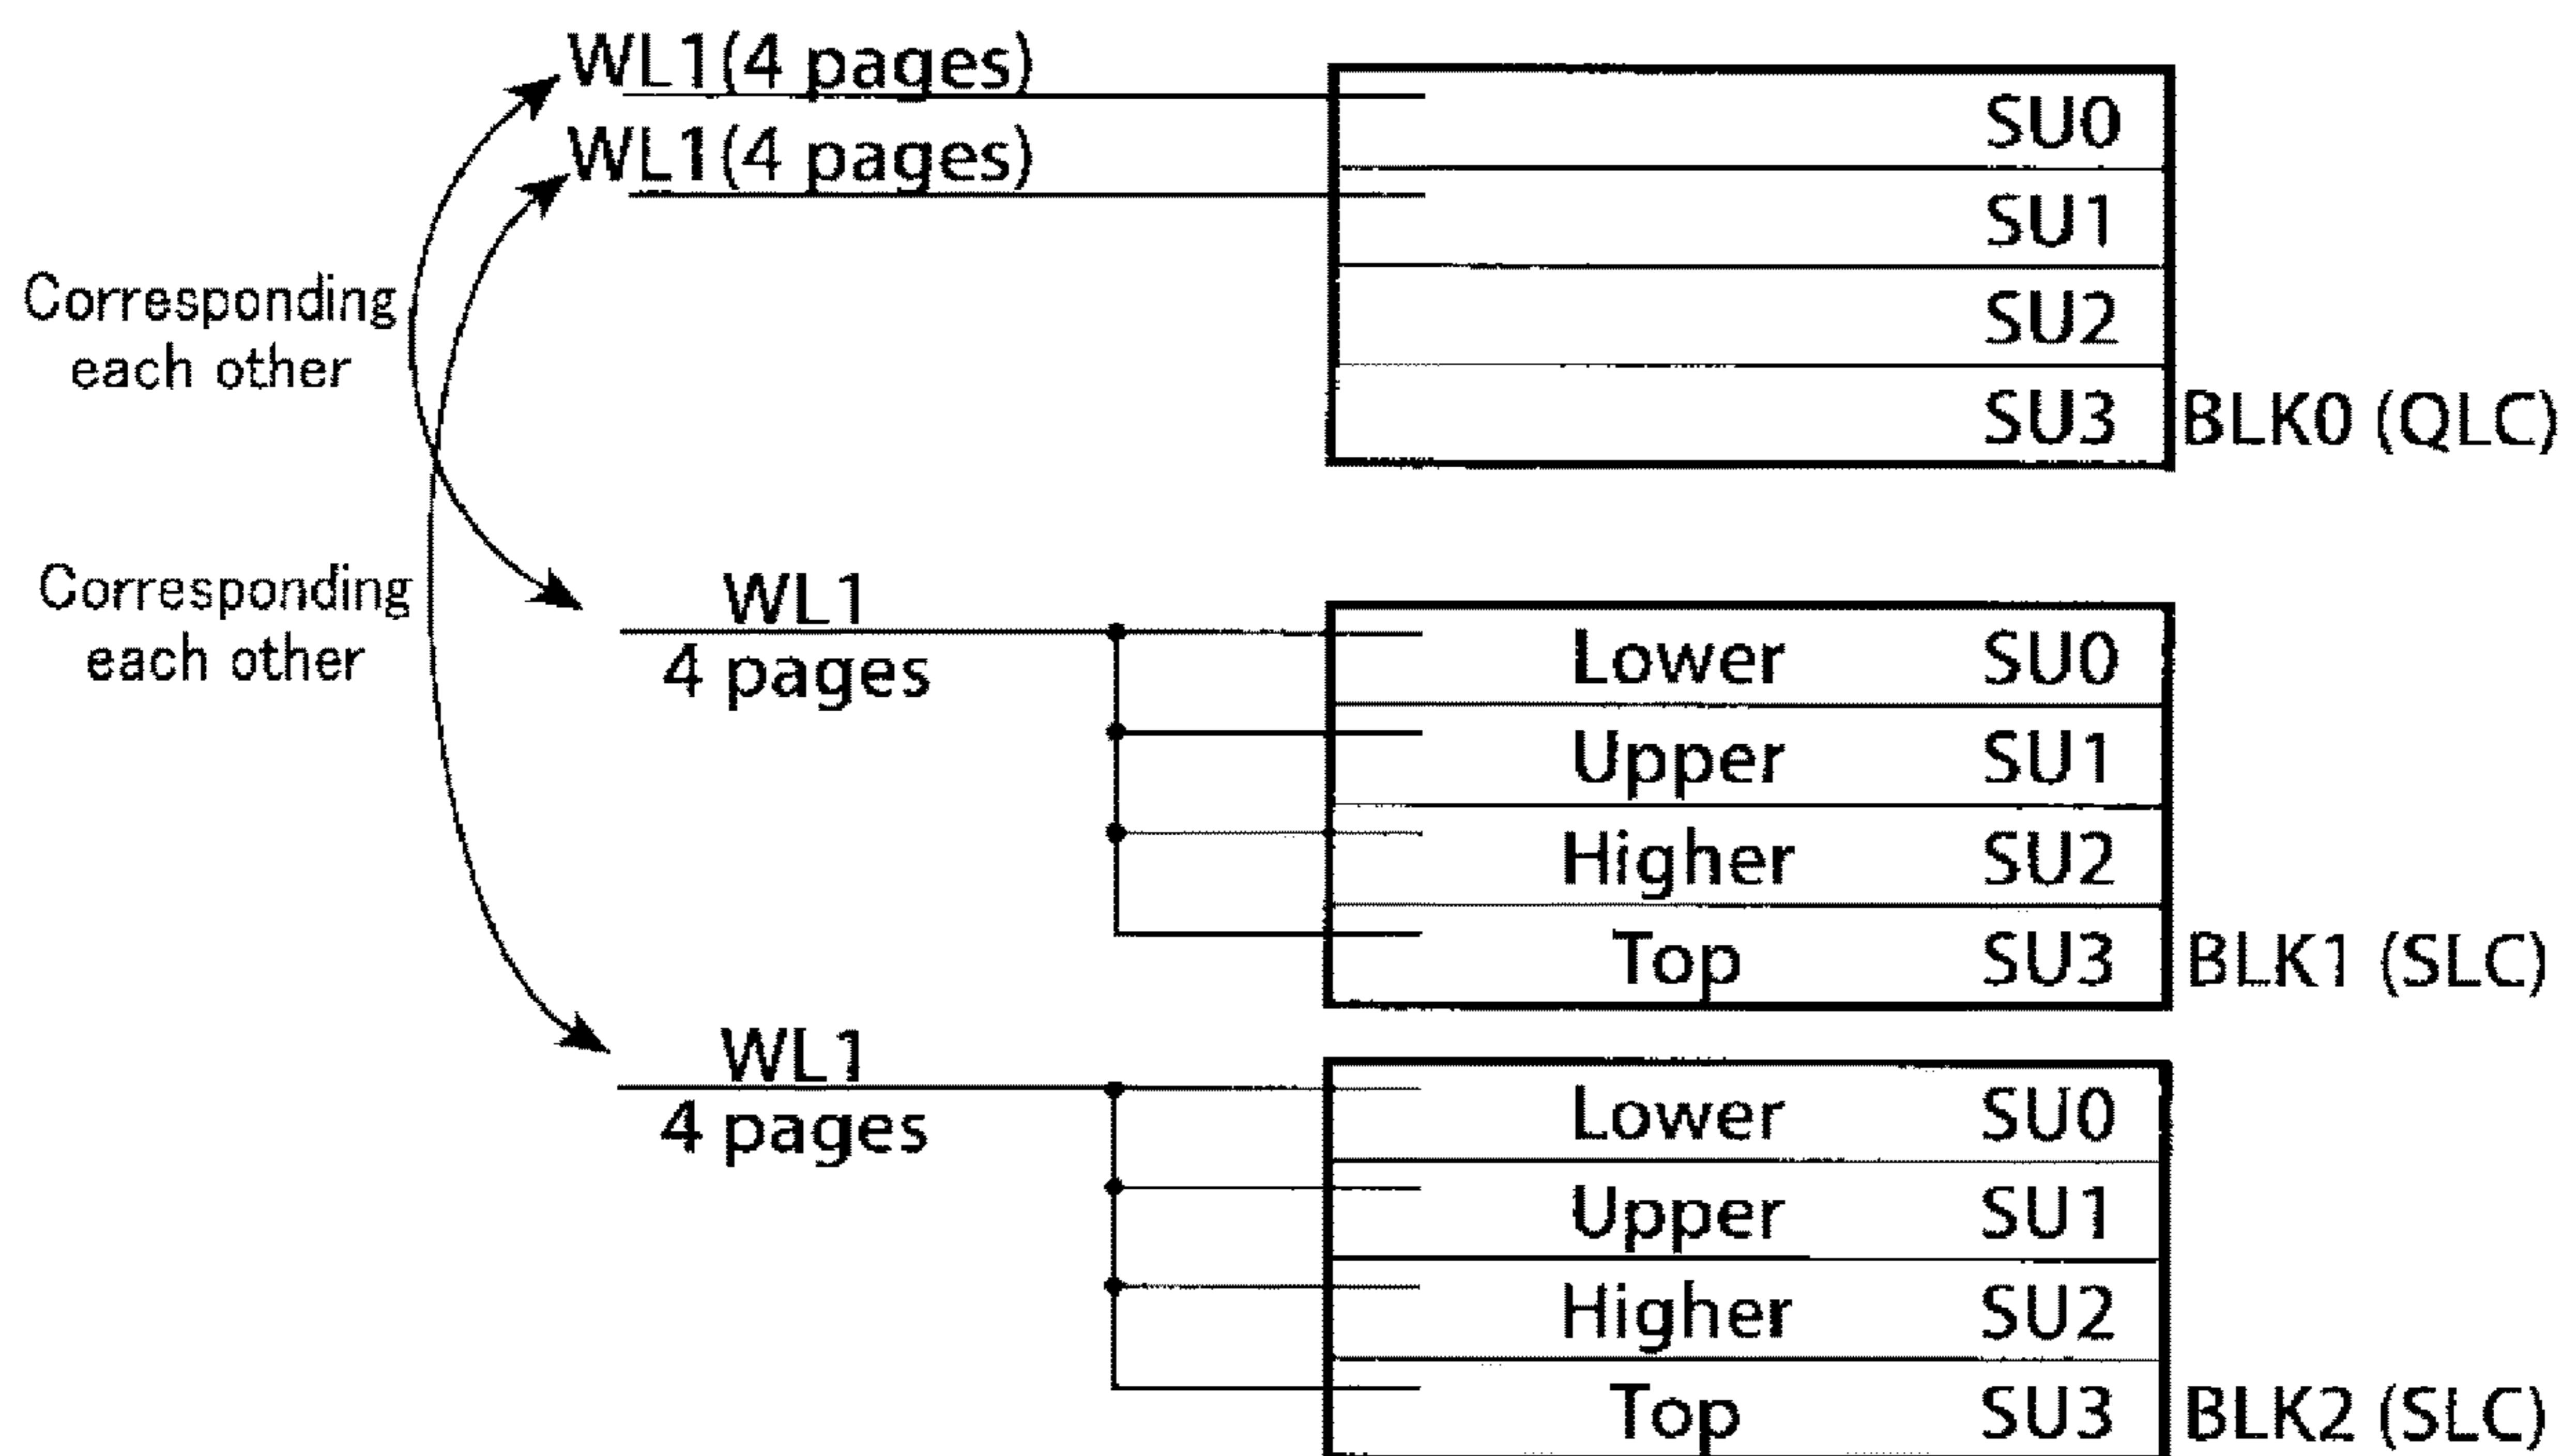 WL1(4 pages)
SU0
WL1(4 pages)
SU1
Corresponding
each other
SU2
SU3 BLK0 (QLC)
Corresponding
each other
WL1
4 pages
Lower SU0
Upper SU1
Higher SU2
Top SU3 BLK1 (SLC)
WL1
4 pages
Lower SU0
Upper SU1
Higher SU2
Top SU3 BLK2 (SLC)